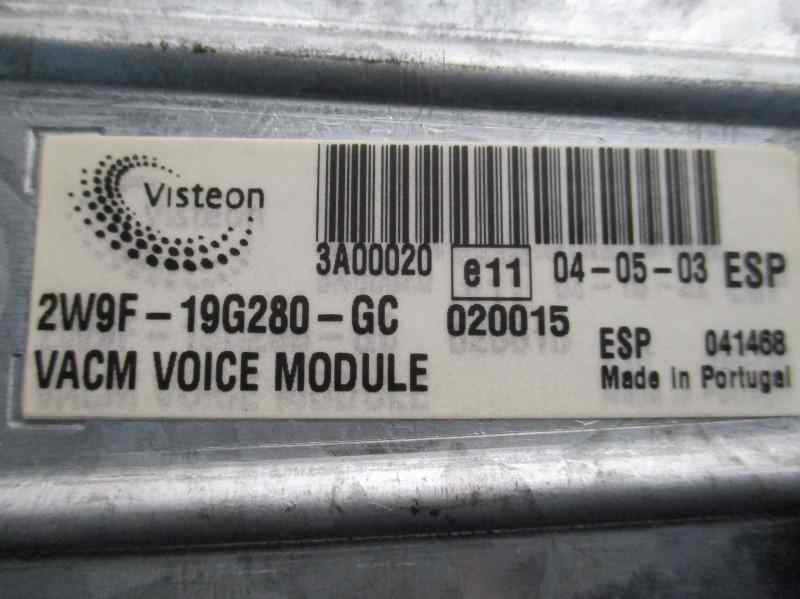 Visteon
3A00020 e11 04-05-03 ESP
2W9F-19G280-GC 020015
ESP 041468
VACM VOICE MODULE
Made in Portugal